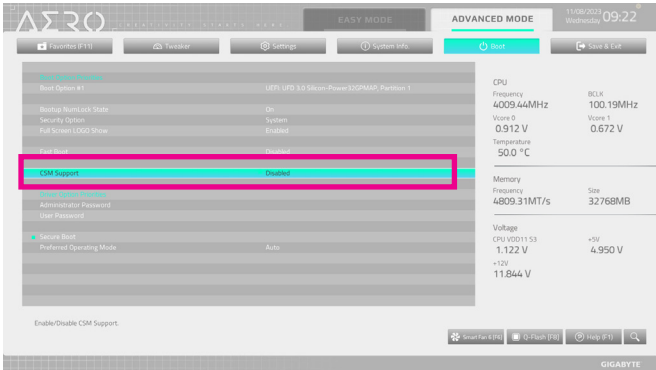 AERO
CREATIVITY STARTS HERE
EASY MODE
ADVANCED MODE
11/08/2023
Wednesday 09:22
Favorites (F11)
Tweaker
Settings
System Info.
Boot
Save & Exit
Boot Option #1 UEFI: UFD 3.0 Silicon-Power32GPMAP, Partition 1
Bootup NumLock State On
Security Option System
Full Screen LOGO Show Enabled
Fast Boot Disabled
CSM Support Disabled
Administrator Password
User Password
Secure Boot
Preferred Operating Mode Auto
CPU
Frequency BCLK
4009.44MHz 100.19MHz
Vcore 0 Vcore 1
0.912 V 0.672 V
Temperature
50.0 °C
Memory
Frequency Size
4809.31MT/s 32768MB
Voltage
CPU VDD11 S3 +5V
1.122 V 4.950 V
+12V
11.844 V
Enable/Disable CSM Support.
Smart Fan 6 (F6)
Q-Flash (F8)
Help (F1)
GIGABYTE